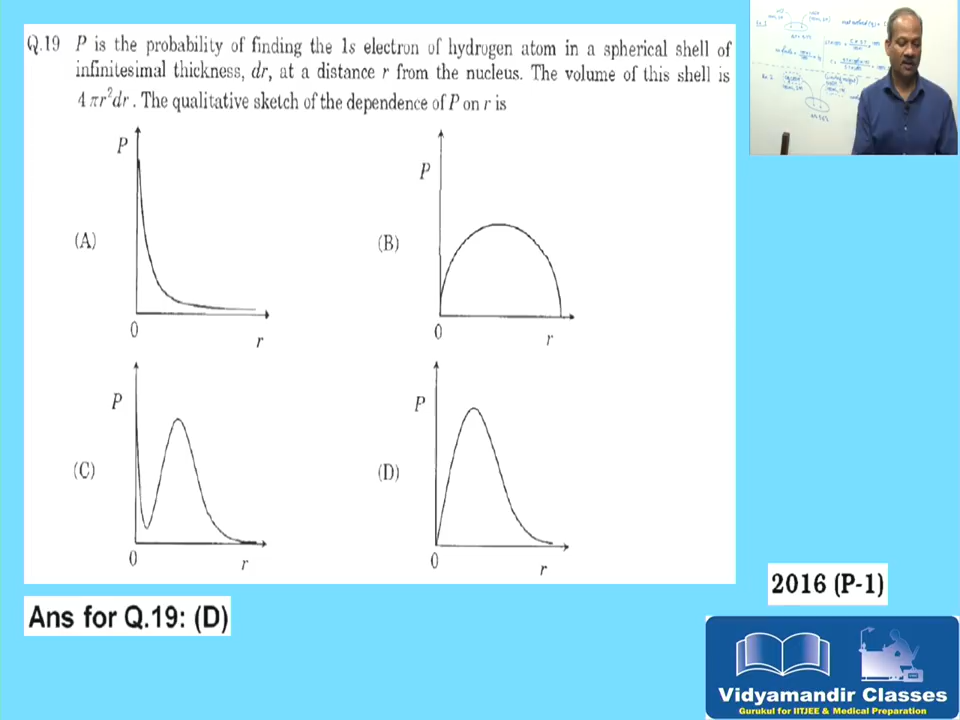 Q.19 P is the probability of finding the 1s electron of hydrogen atom in a spherical shell of
infinitesimal thickness, dr, at a distance r from the nucleus. The volume of this shell is
4 πr²dr. The qualitative sketch of the dependence of P on r is
P
(A)
0
r
P
(B)
0
r
P
(C)
0
r
P
(D)
0
r
2016 (P-1)
Ans for Q.19: (D)
Vidyamandir Classes
Gurukul for IITJEE & Medical Preparation